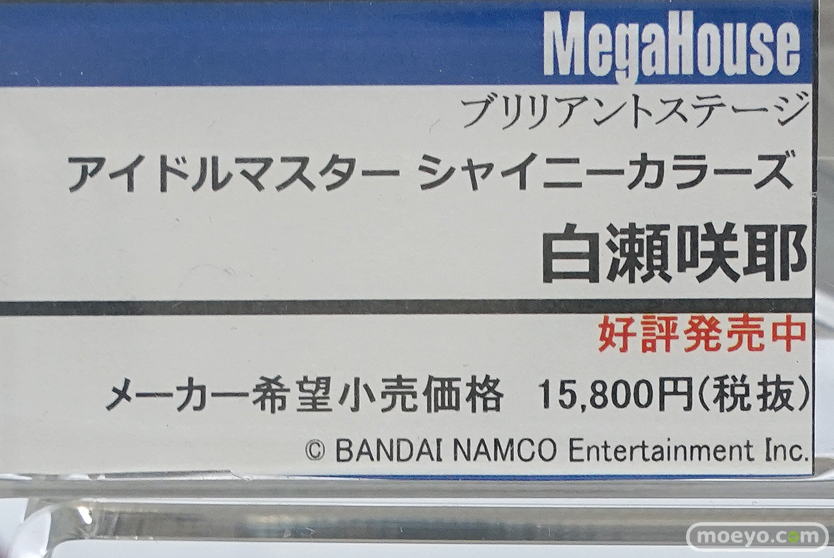 MegaHouse
ブリリアントステージ
アイドルマスター シャイニーカラーズ
白瀬咲耶
好評発売中
メーカー希望小売価格 15,800円(税抜)
© BANDAI NAMCO Entertainment Inc.
moeyo.com